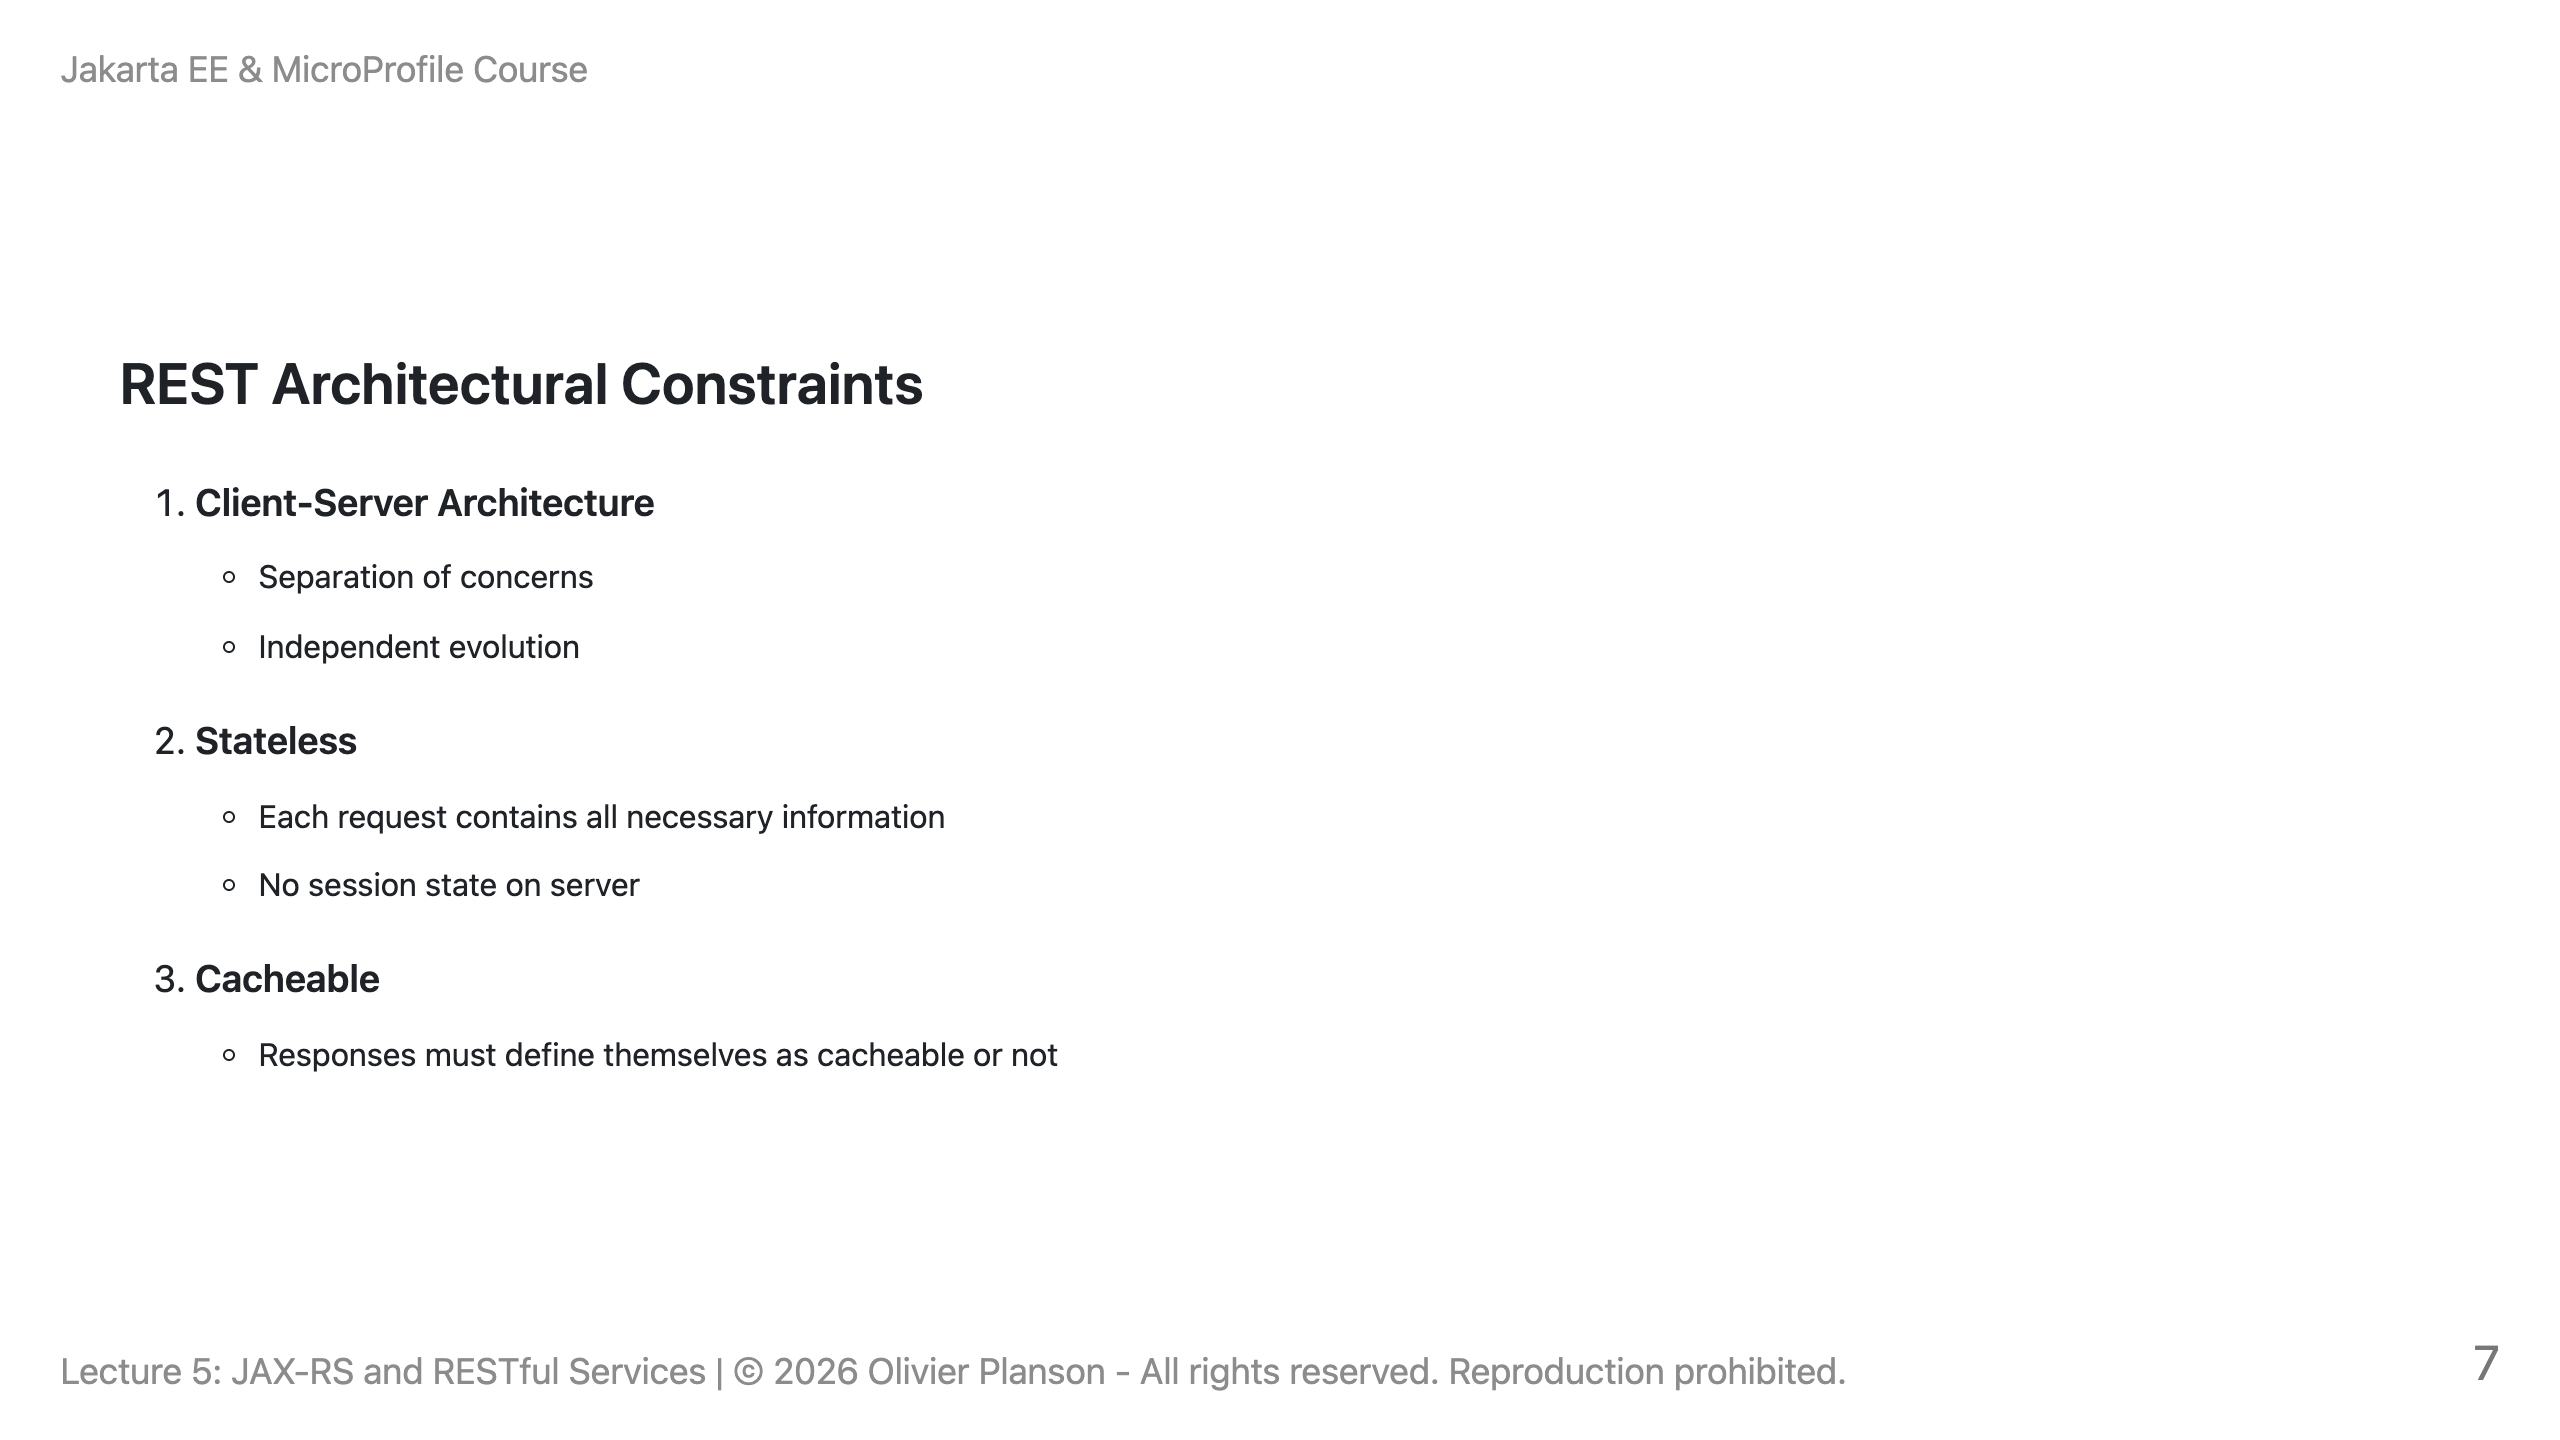 Jakarta EE & MicroProfile Course
REST Architectural Constraints
1. Client-Server Architecture
Separation of concerns
Independent evolution
2. Stateless
Each request contains all necessary information
No session state on server
3. Cacheable
Responses must define themselves as cacheable or not
Lecture 5: JAX-RS and RESTful Services | © 2026 Olivier Planson - All rights reserved. Reproduction prohibited.
7